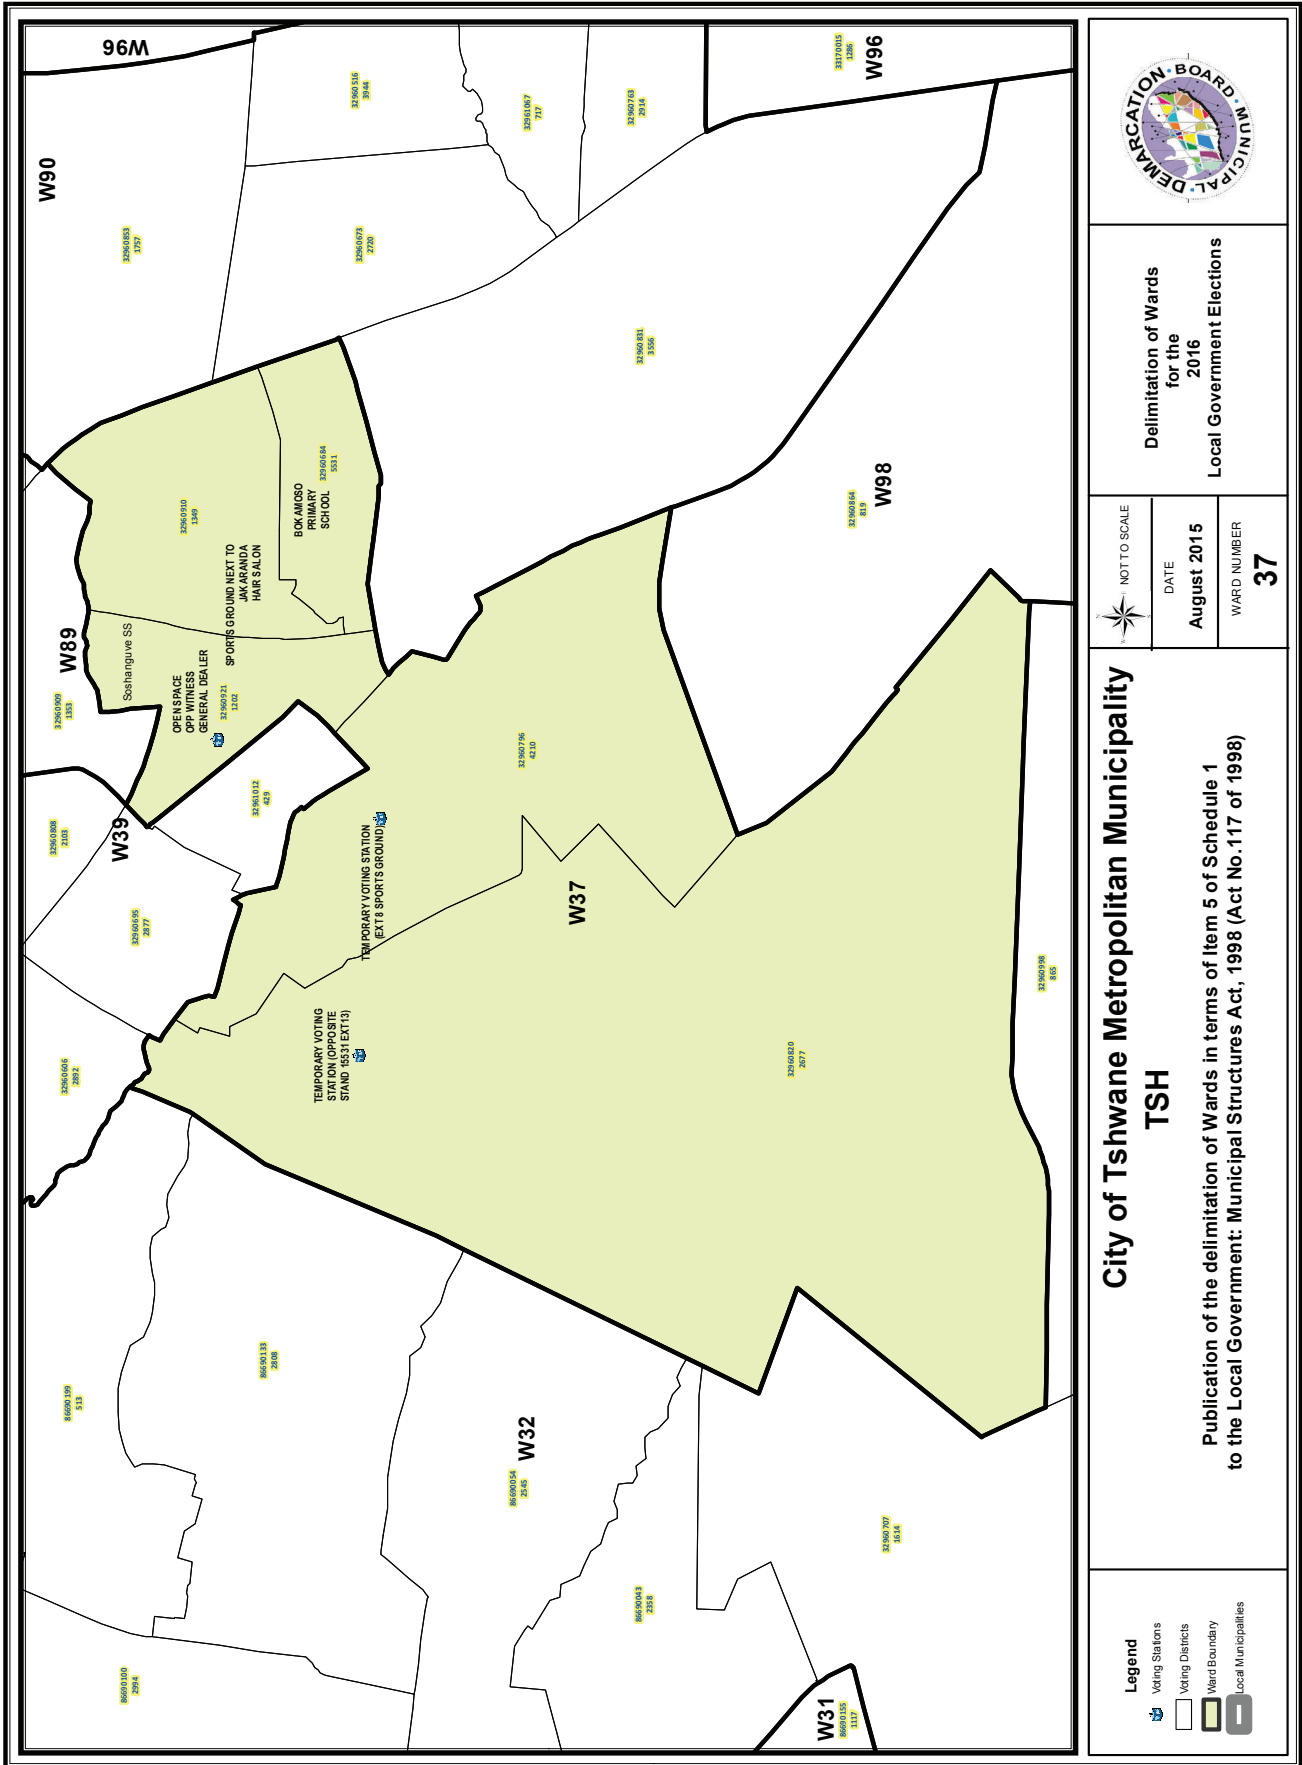 W96
W90
32960853
1757
32960516
3944
32961067
717
32960763
2914
33170015
1286
W96
32960673
2720
32960831
3556
32960864
819
W98
32960910
1349
32960684
5531
BOKAMOSO
PRIMARY
SCHOOL
SPORTS GROUND NEXT TO
JAKARANDA
HAIR SALON
W89
32960909
1353
Soshanguve SS
OPEN SPACE
OPP WITNESS
GENERAL DEALER
32960921
1202
32961012
429
32960796
4210
32960808
2103
W39
32960695
2877
TEMPORARY VOTING STATION
(EXT 8 SPORTS GROUND)
W37
32960998
865
32960606
2892
TEMPORARY VOTING
STATION (OPPOSITE
STAND 15531 EXT13)
32960820
2677
86690199
513
86690133
2808
W32
86690054
2545
32960707
1614
86690043
2358
86690100
2994
W31
86690155
1117
Legend
Voting Stations
Voting Districts
Ward Boundary
Local Municipalities
City of Tshwane Metropolitan Municipality
TSH
Publication of the delimitation of Wards in terms of Item 5 of Schedule 1
to the Local Government: Municipal Structures Act, 1998 (Act No.117 of 1998)
NOT TO SCALE
DATE
August 2015
WARD NUMBER
37
Delimitation of Wards
for the
2016
Local Government Elections
MUNICIPAL · DEMARCATION · BOARD